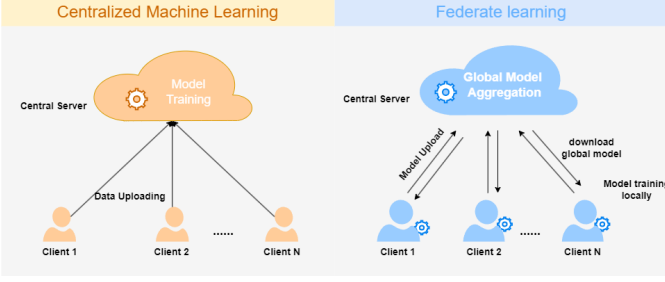 Centralized Machine Learning
Federate learning
Model
Training
Central Server
Data Uploading
......
Client 1
Client 2
Client N
Global Model
Aggregation
Central Server
Model Upload
download
global model
Model training
locally
......
Client 1
Client 2
Client N